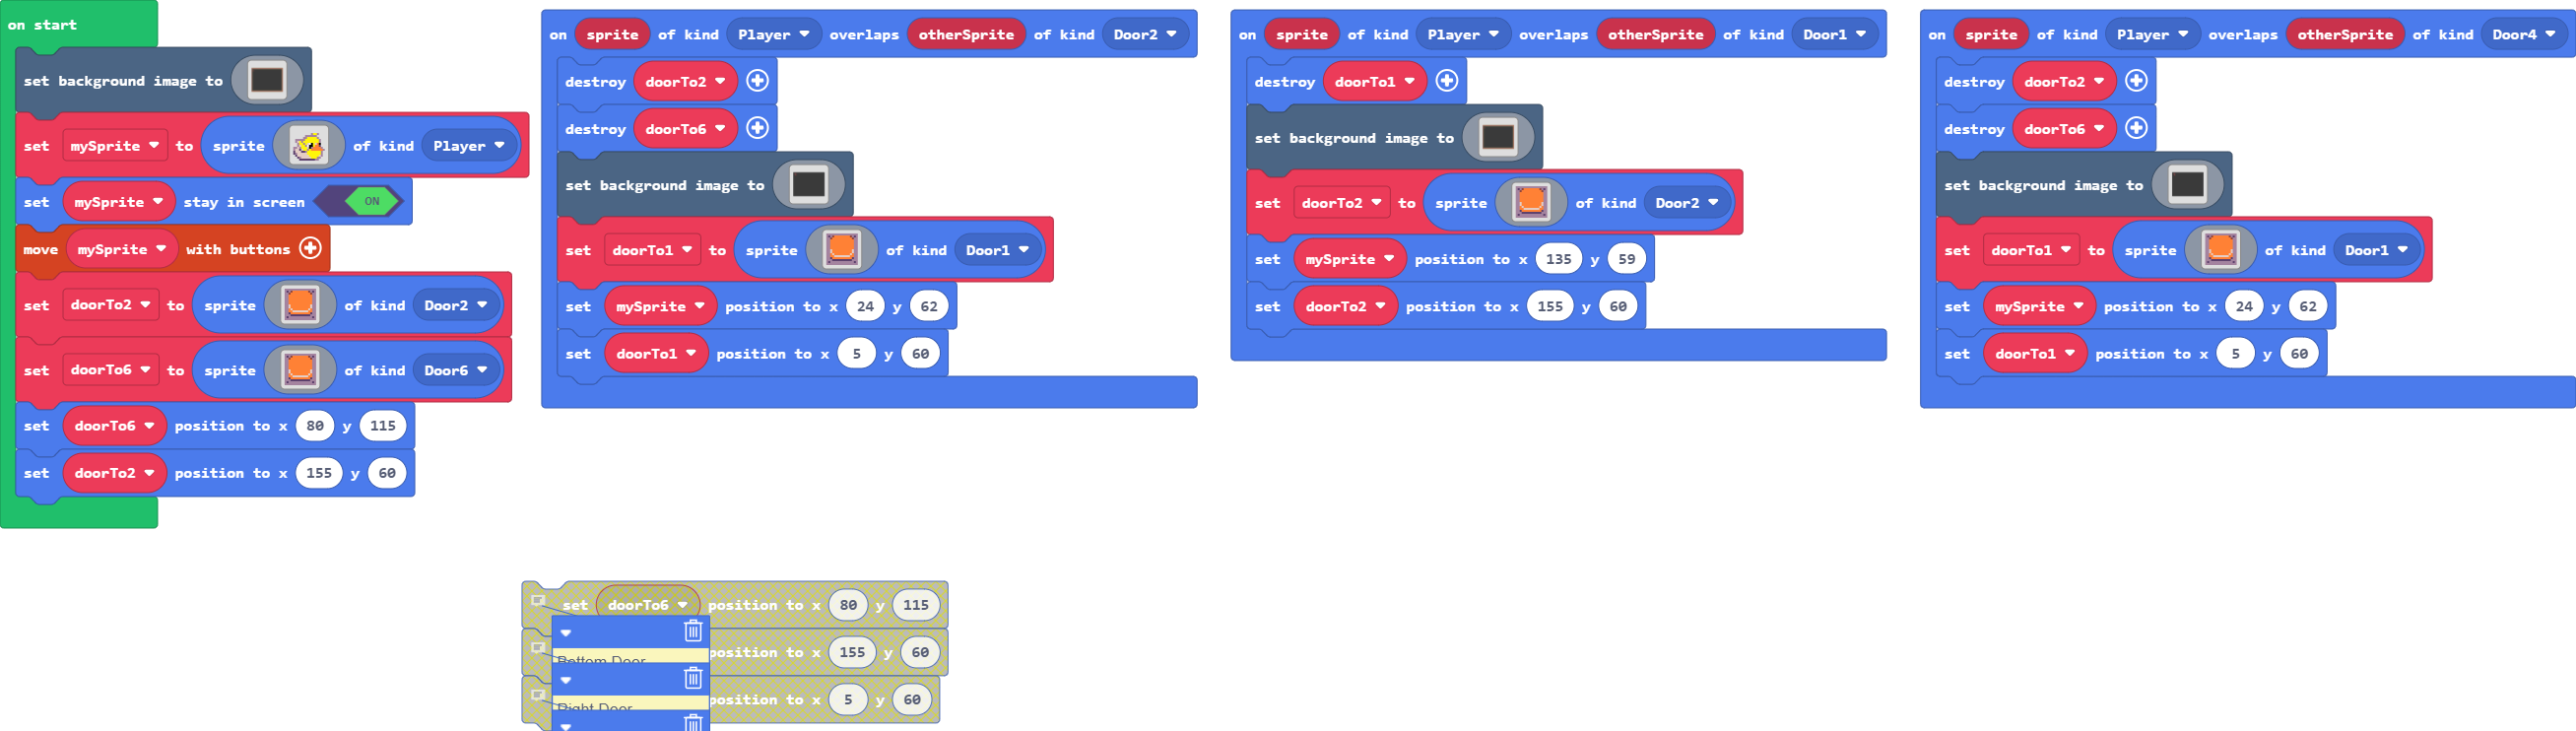 on start
set background image to
set mySprite to sprite of kind Player
set mySprite stay in screen ON
move mySprite with buttons
set doorTo2 to sprite of kind Door2
set doorTo6 to sprite of kind Door6
set doorTo6 position to x 80 y 115
set doorTo2 position to x 155 y 60
on sprite of kind Player overlaps otherSprite of kind Door2
destroy doorTo2
destroy doorTo6
set background image to
set doorTo1 to sprite of kind Door1
set mySprite position to x 24 y 62
set doorTo1 position to x 5 y 60
on sprite of kind Player overlaps otherSprite of kind Door1
destroy doorTo1
set background image to
set doorTo2 to sprite of kind Door2
set mySprite position to x 135 y 59
set doorTo2 position to x 155 y 60
on sprite of kind Player overlaps otherSprite of kind Door4
destroy doorTo2
destroy doorTo6
set background image to
set doorTo1 to sprite of kind Door1
set mySprite position to x 24 y 62
set doorTo1 position to x 5 y 60
set doorTo6 position to x 80 y 115
position to x 155 y 60
Bottom Door
position to x 5 y 60
Right Door